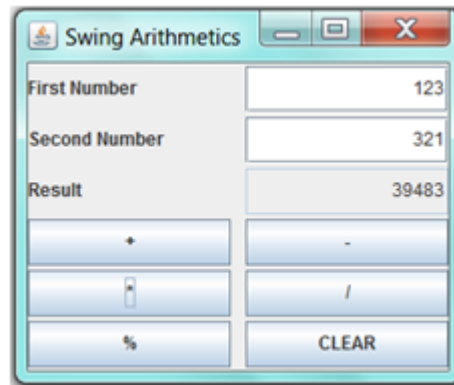 Swing Arithmetics
First Number 123
Second Number 321
Result 39483
+ -
* /
% CLEAR